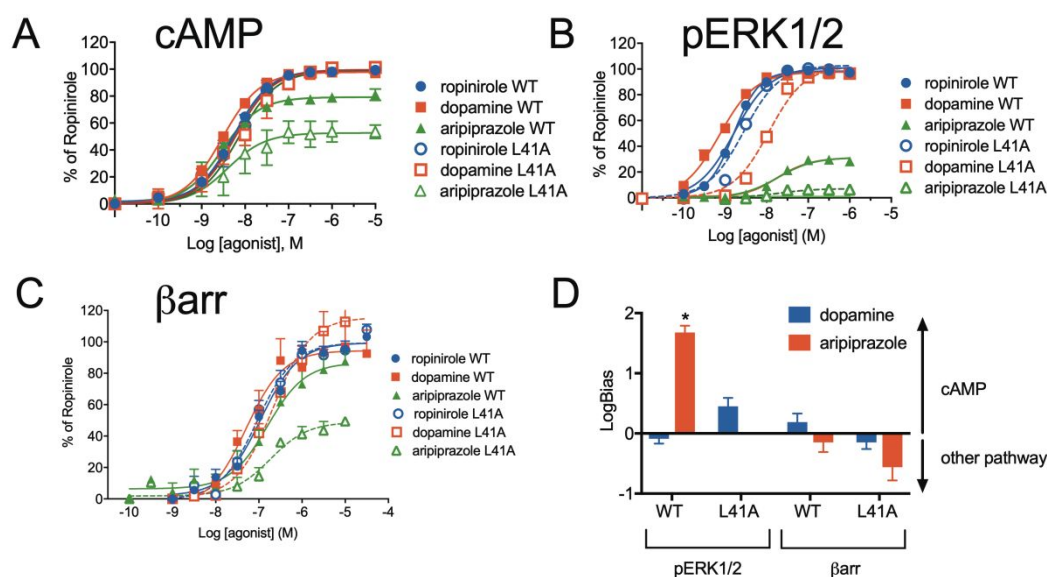 A
cAMP
% of Ropinirole
120
100
80
60
40
20
0
-9
-8
-7
-6
-5
Log [agonist], M
ropinirole WT
dopamine WT
aripiprazole WT
ropinirole L41A
dopamine L41A
aripiprazole L41A
B
pERK1/2
% of Ropinirole
120
100
80
60
40
20
0
-10
-9
-8
-7
-6
-5
Log [agonist] (M)
ropinirole WT
dopamine WT
aripiprazole WT
ropinirole L41A
dopamine L41A
aripiprazole L41A
C
βarr
% of Ropinirole
120
100
80
60
40
20
0
-10
-9
-8
-7
-6
-5
-4
Log [agonist] (M)
ropinirole WT
dopamine WT
aripiprazole WT
ropinirole L41A
dopamine L41A
aripiprazole L41A
D
LogBias
2
1
0
-1
*
dopamine
aripiprazole
cAMP
other pathway
WT
L41A
WT
L41A
pERK1/2
βarr